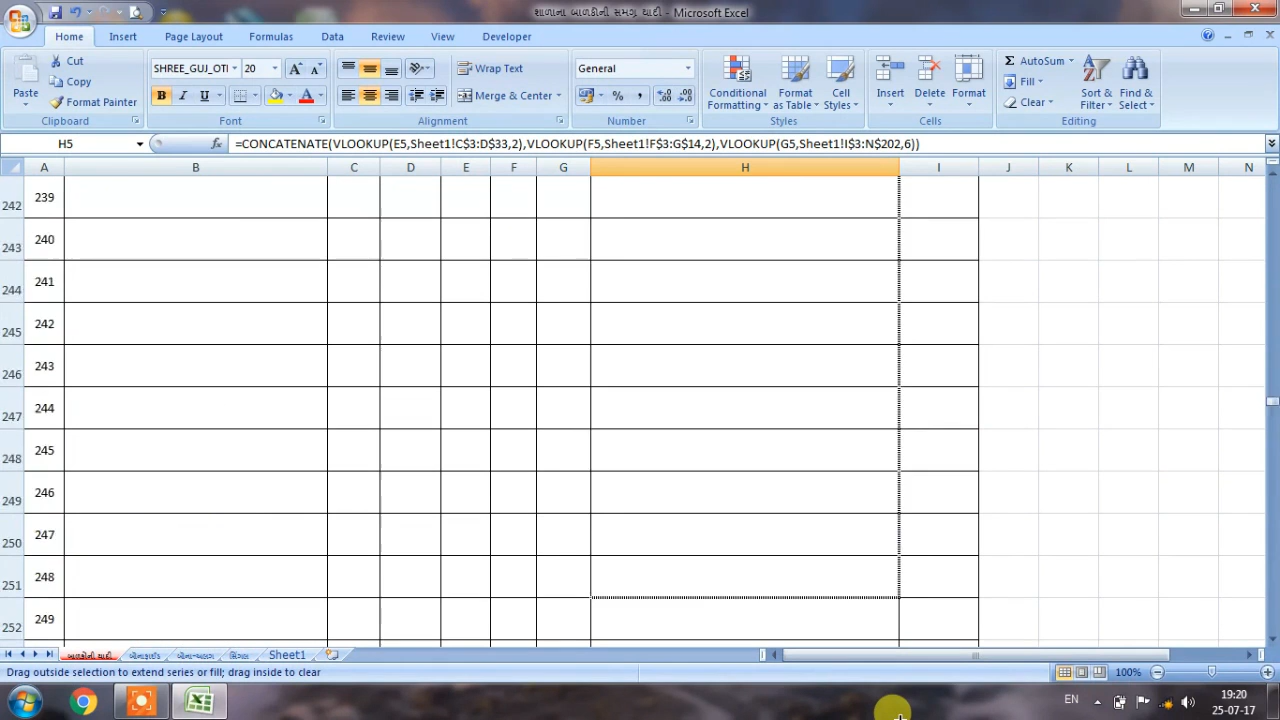 શાળાના બાળકોની સમગ્ર યાદી - Microsoft Excel
Home Insert Page Layout Formulas Data Review View Developer
Paste
Cut
Copy
Format Painter
Clipboard
SHREE_GUJ_OTI 20
B I U
Font
Wrap Text
Merge & Center
Alignment
General
Number
Conditional Formatting
Format as Table
Cell Styles
Styles
Insert Delete Format
Cells
AutoSum
Fill
Clear
Sort & Filter
Find & Select
Editing
H5 fx =CONCATENATE(VLOOKUP(E5,Sheet1!C$3:D$33,2),VLOOKUP(F5,Sheet1!F$3:G$14,2),VLOOKUP(G5,Sheet1!I$3:N$202,6))
A B C D E F G H I J K L M N
242 239
243 240
244 241
245 242
246 243
247 244
248 245
249 246
250 247
251 248
252 249
બાળકોની યાદી Sheet1
Drag outside selection to extend series or fill; drag inside to clear 100%
EN 19:20
25-07-17